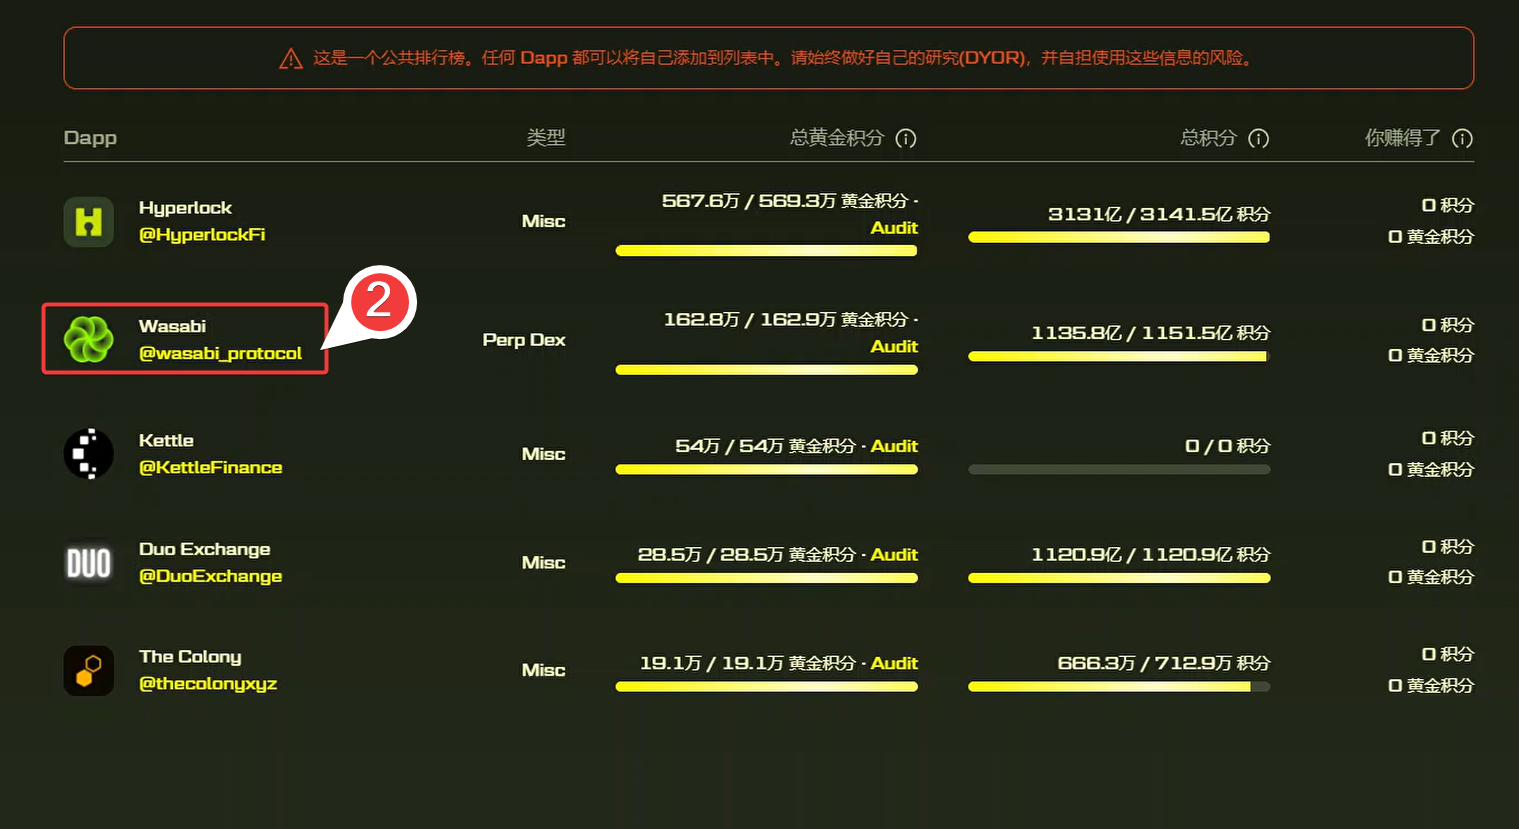 这是一个公共排行榜。任何 Dapp 都可以将自己添加到列表中。请始终做好自己的研究(DYOR)，并自担使用这些信息的风险。
Dapp 类型 总黄金积分 总积分 你赚得了
Hyperlock
@HyperlockFi
Misc
567.6万 / 569.3万 黄金积分 ·
Audit
3131亿 / 3141.5亿 积分
0 积分
0 黄金积分
2
Wasabi
@wasabi_protocol
Perp Dex
162.8万 / 162.9万 黄金积分 ·
Audit
1135.8亿 / 1151.5亿 积分
0 积分
0 黄金积分
Kettle
@KettleFinance
Misc
54万 / 54万 黄金积分 · Audit
0 / 0 积分
0 积分
0 黄金积分
DUO
Duo Exchange
@DuoExchange
Misc
28.5万 / 28.5万 黄金积分 · Audit
1120.9亿 / 1120.9亿 积分
0 积分
0 黄金积分
The Colony
@thecolonyxyz
Misc
19.1万 / 19.1万 黄金积分 · Audit
666.3万 / 712.9万 积分
0 积分
0 黄金积分